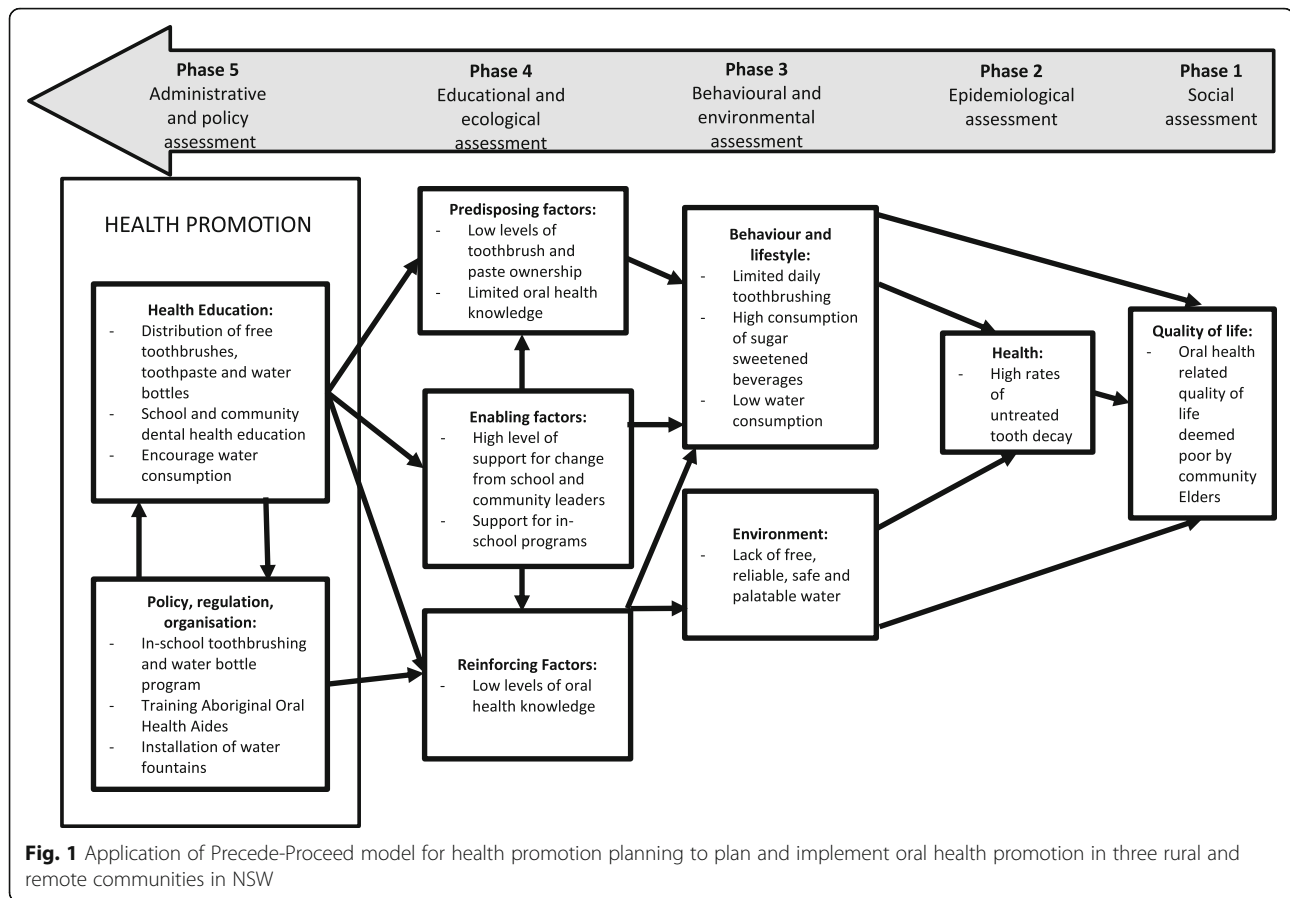 Phase 5
Administrative
and policy
assessment
Phase 4
Educational and
ecological
assessment
Phase 3
Behavioural and
environmental
assessment
Phase 2
Epidemiological
assessment
Phase 1
Social
assessment
HEALTH PROMOTION
Health Education:
- Distribution of free
toothbrushes,
toothpaste and water
bottles
- School and community
dental health education
- Encourage water
consumption
Policy, regulation,
organisation:
- In-school toothbrushing
and water bottle
program
- Training Aboriginal Oral
Health Aides
- Installation of water
fountains
Predisposing factors:
- Low levels of
toothbrush and
paste ownership
- Limited oral health
knowledge
Enabling factors:
- High level of
support for change
from school and
community leaders
- Support for in-
school programs
Reinforcing Factors:
- Low levels of oral
health knowledge
Behaviour and
lifestyle:
- Limited daily
toothbrushing
- High consumption
of sugar
sweetened
beverages
- Low water
consumption
Environment:
- Lack of free,
reliable, safe and
palatable water
Health:
- High rates
of
untreated
tooth decay
Quality of life:
- Oral health
related
quality of
life
deemed
poor by
community
Elders
Fig. 1 Application of Precede-Proceed model for health promotion planning to plan and implement oral health promotion in three rural and
remote communities in NSW